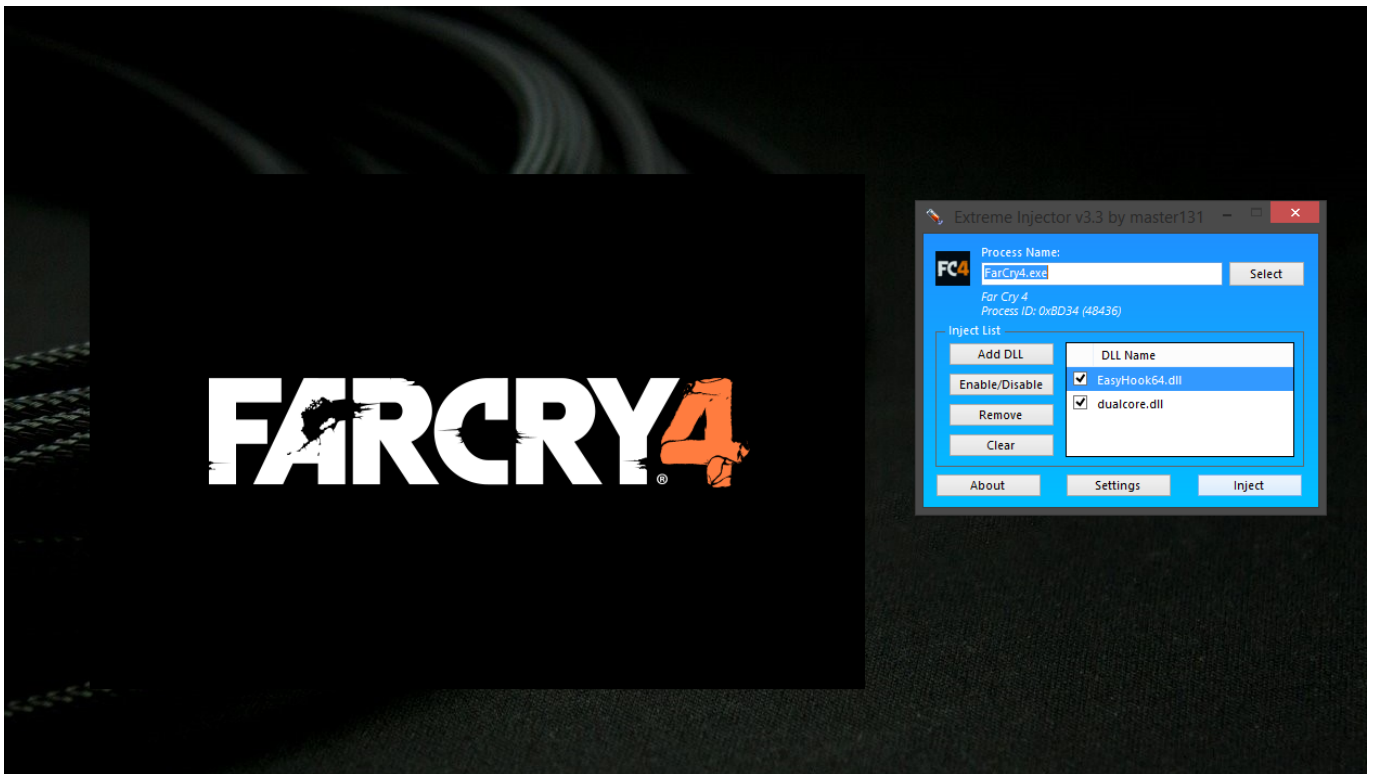 FARCRY4
®
Extreme Injector v3.3 by master131
FC4
Process Name:
FarCry4.exe
Select
Far Cry 4
Process ID: 0xBD34 (48436)
Inject List
Add DLL
DLL Name
Enable/Disable
EasyHook64.dll
dualcore.dll
Remove
Clear
About
Settings
Inject